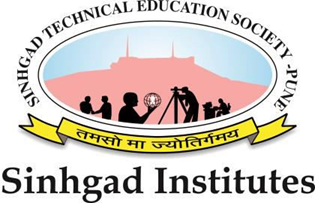 SINHGAD TECHNICAL EDUCATION SOCIETY - PUNE
तमसो मा ज्योतिर्गमय
Sinhgad Institutes